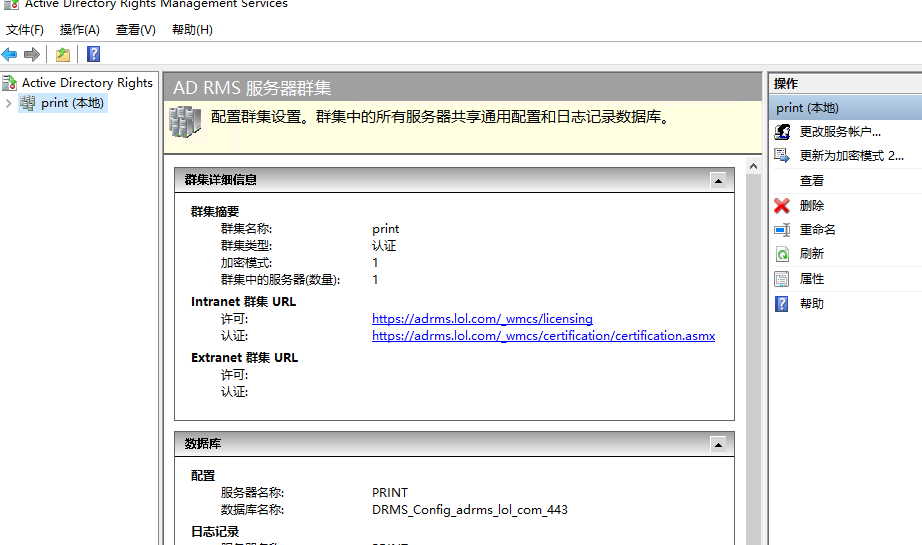 Active Directory Rights Management Services
文件(F) 操作(A) 查看(V) 帮助(H)
Active Directory Rights
print (本地)
AD RMS 服务器群集
配置群集设置。群集中的所有服务器共享通用配置和日志记录数据库。
群集详细信息
群集摘要
群集名称: print
群集类型: 认证
加密模式: 1
群集中的服务器(数量): 1
Intranet 群集 URL
许可: https://adrms.lol.com/_wmcs/licensing
认证: https://adrms.lol.com/_wmcs/certification/certification.asmx
Extranet 群集 URL
许可:
认证:
数据库
配置
服务器名称: PRINT
数据库名称: DRMS_Config_adrms_lol_com_443
日志记录
服务器名称: PRINT
操作
print (本地)
更改服务帐户...
更新为加密模式 2...
查看
删除
重命名
刷新
属性
帮助